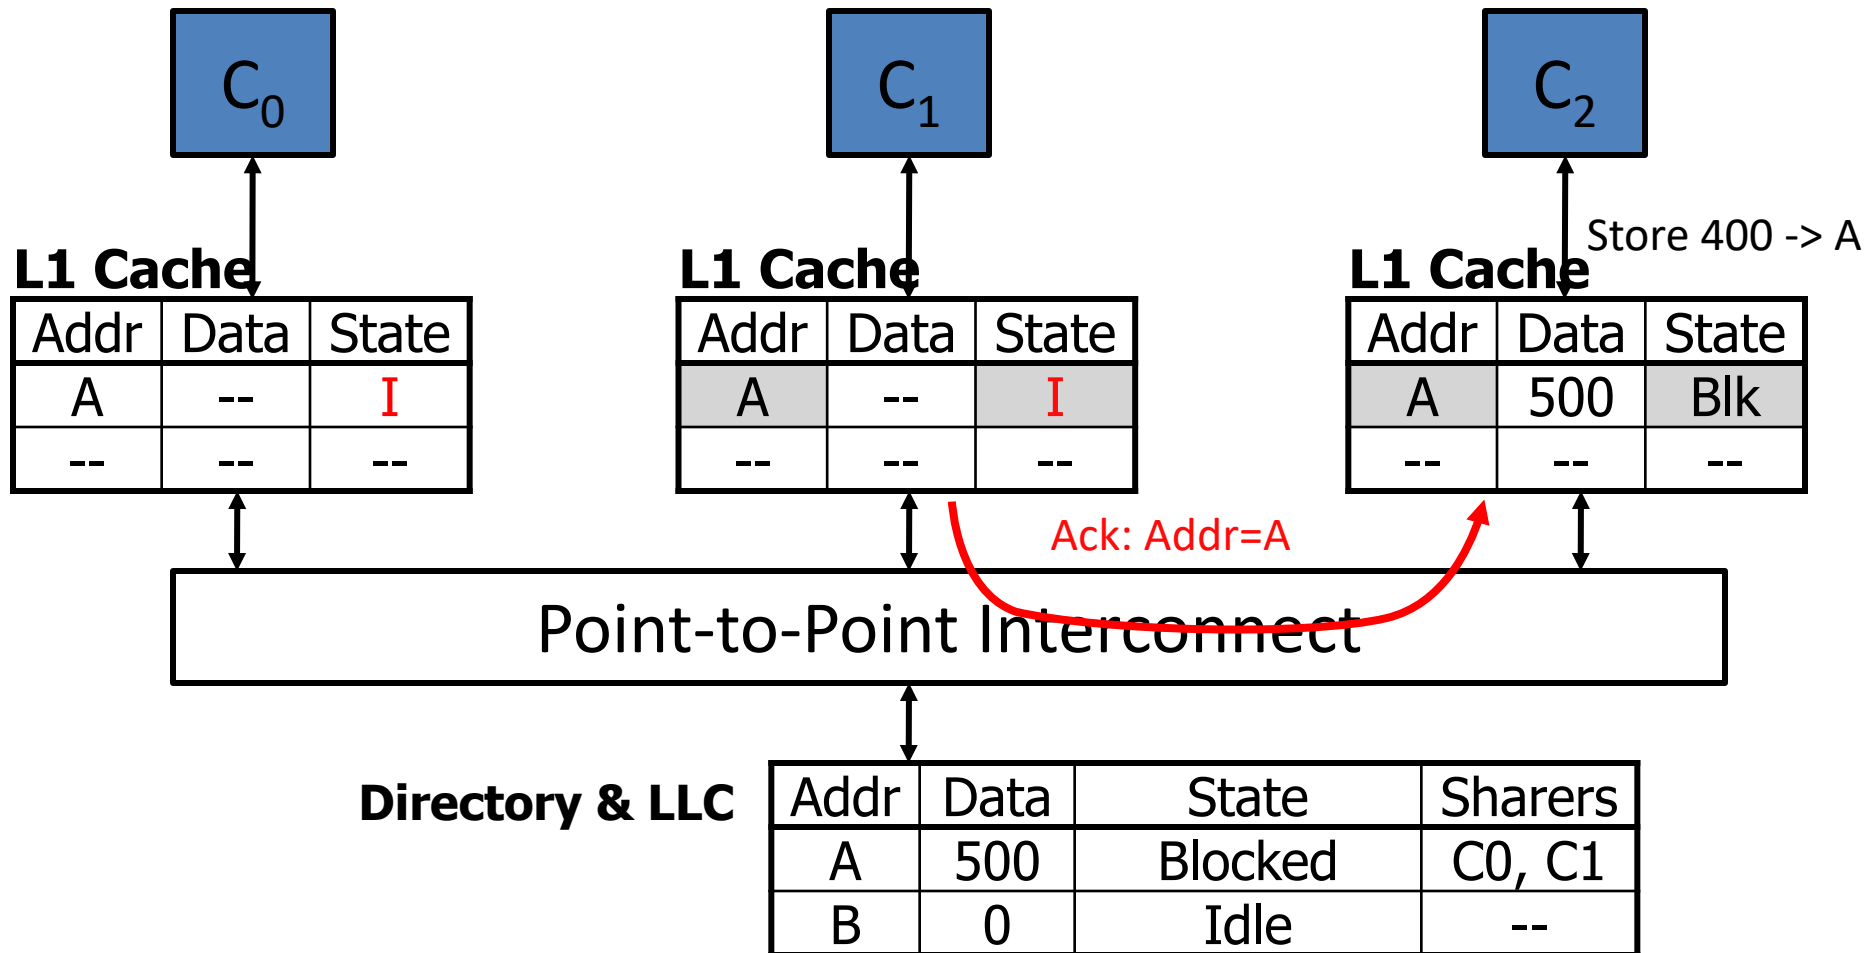 C0 C1 C2
Store 400 -> A
L1 Cache L1 Cache L1 Cache
Addr Data State Addr Data State Addr Data State
A -- I A -- I A 500 Blk
-- -- -- -- -- -- -- -- --
Ack: Addr=A
Point-to-Point Interconnect
Directory & LLC Addr Data State Sharers
A 500 Blocked C0, C1
B 0 Idle --